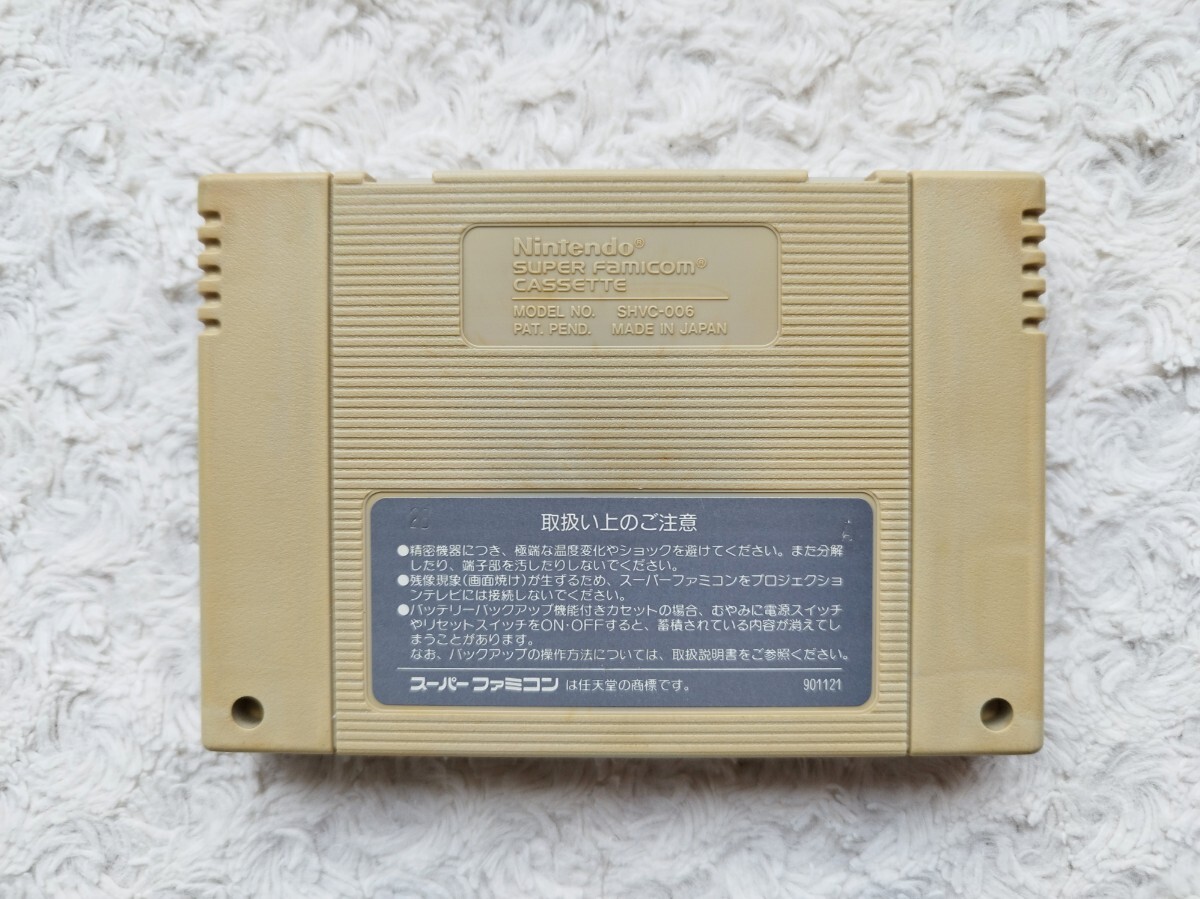 Nintendo®
SUPER FAMICOM®
CASSETTE
MODEL NO. SHVC-006
PAT. PEND. MADE IN JAPAN
取扱い上のご注意
●精密機器につき、極端な温度変化やショックを避けてください。また分解
したり、端子部を汚したりしないでください。
●残像現象(画面焼け)が生ずるため、スーパーファミコンをプロジェクショ
ンテレビには接続しないでください。
●バッテリーバックアップ機能付きカセットの場合、むやみに電源スイッチ
やリセットスイッチをON・OFFすると、蓄積されている内容が消えてし
まうことがあります。
なお、バックアップの操作方法については、取扱説明書をご参照ください。
スーパーファミコン は任天堂の商標です。 901121